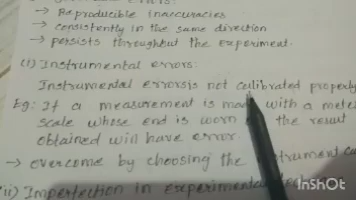 → Reproducible inaccuracies
→ consistently in the same direction
→ persists throughout the experiment.
(i) Instrumental errors:
Instrumental errors is not calibrated properly
Eg: If a measurement is made with a mete
scale whose end is worn the result
obtained will have error.
→ overcome by choosing the
ii) Imperfection in
InShOt